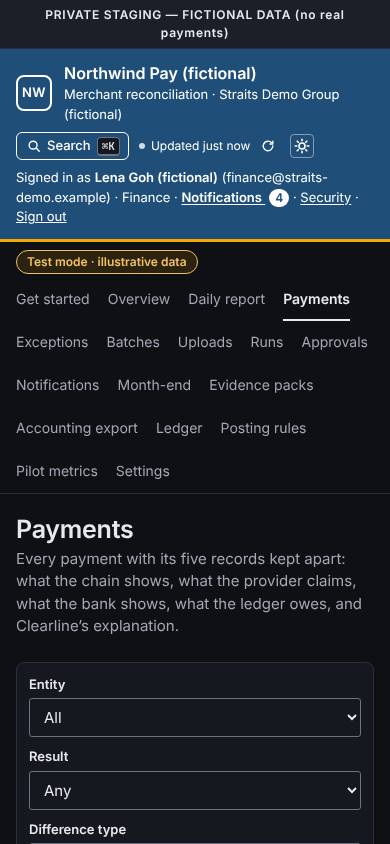 PRIVATE STAGING — FICTIONAL DATA (no real
payments)
NW
Northwind Pay (fictional)
Merchant reconciliation · Straits Demo Group
(fictional)
Search ⌘K
Updated just now
Signed in as Lena Goh (fictional) (finance@straits-
demo.example) · Finance · Notifications 4 · Security ·
Sign out
Test mode · illustrative data
Get started Overview Daily report Payments
Exceptions Batches Uploads Runs Approvals
Notifications Month-end Evidence packs
Accounting export Ledger Posting rules
Pilot metrics Settings
Payments
Every payment with its five records kept apart:
what the chain shows, what the provider claims,
what the bank shows, what the ledger owes, and
Clearline’s explanation.
Entity
All
Result
Any
Difference type